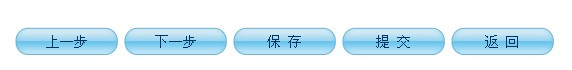 上一步 下一步 保 存 提 交 返 回